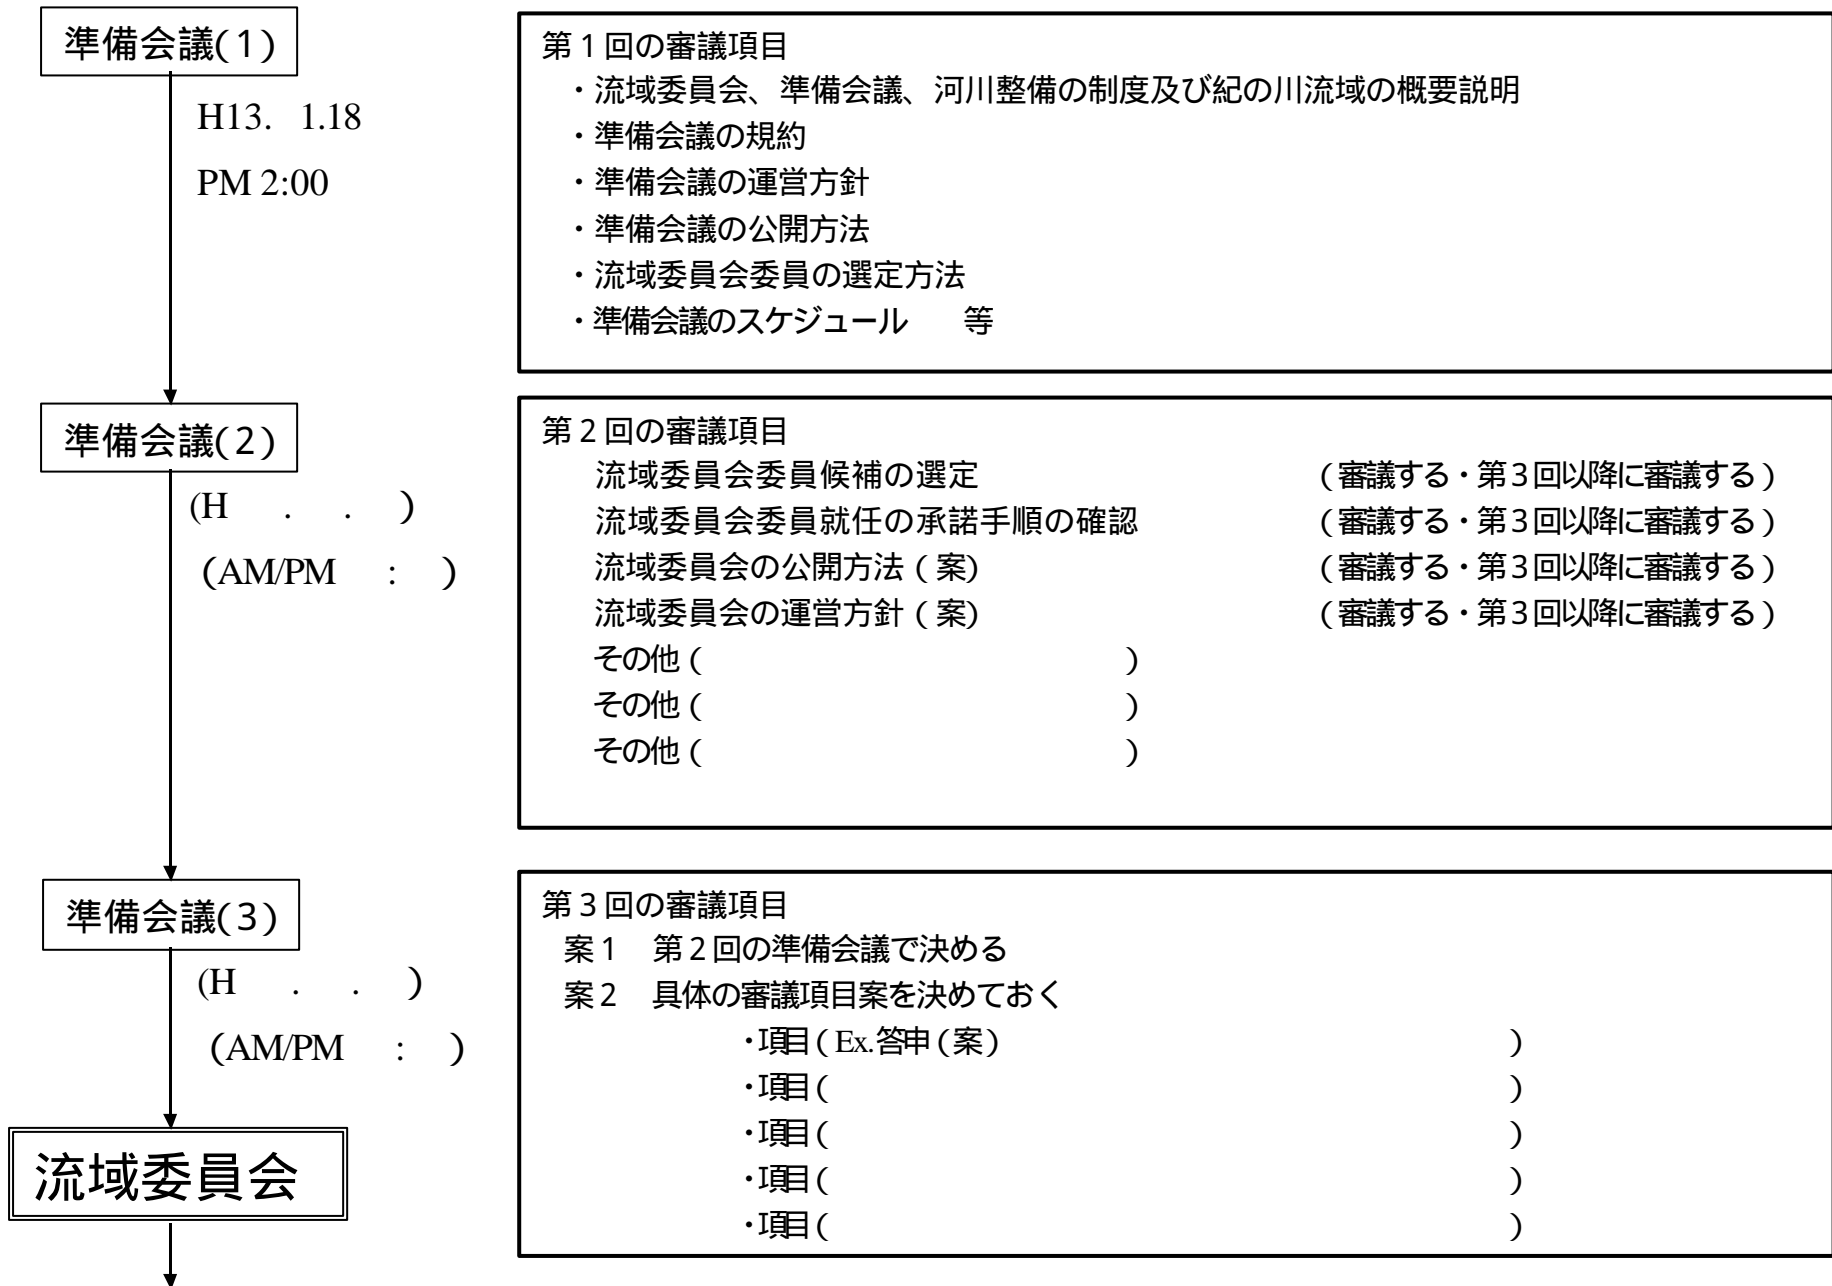 準備会議(1)
H13. 1.18
PM 2:00
第1回の審議項目
・流域委員会、準備会議、河川整備の制度及び紀の川流域の概要説明
・準備会議の規約
・準備会議の運営方針
・準備会議の公開方法
・流域委員会委員の選定方法
・準備会議のスケジュール　　等
準備会議(2)
(H　．　．　)
(AM/PM　：　)
第2回の審議項目
流域委員会委員候補の選定　　(審議する・第3回以降に審議する)
流域委員会委員就任の承諾手順の確認　　(審議する・第3回以降に審議する)
流域委員会の公開方法(案)　　(審議する・第3回以降に審議する)
流域委員会の運営方針(案)　　(審議する・第3回以降に審議する)
その他(　　　　)
その他(　　　　)
その他(　　　　)
準備会議(3)
(H　．　．　)
(AM/PM　：　)
第3回の審議項目
案1　第2回の準備会議で決める
案2　具体の審議項目案を決めておく
・項目(Ex.答申(案)　　　　)
・項目(　　　　)
・項目(　　　　)
・項目(　　　　)
・項目(　　　　)
流域委員会